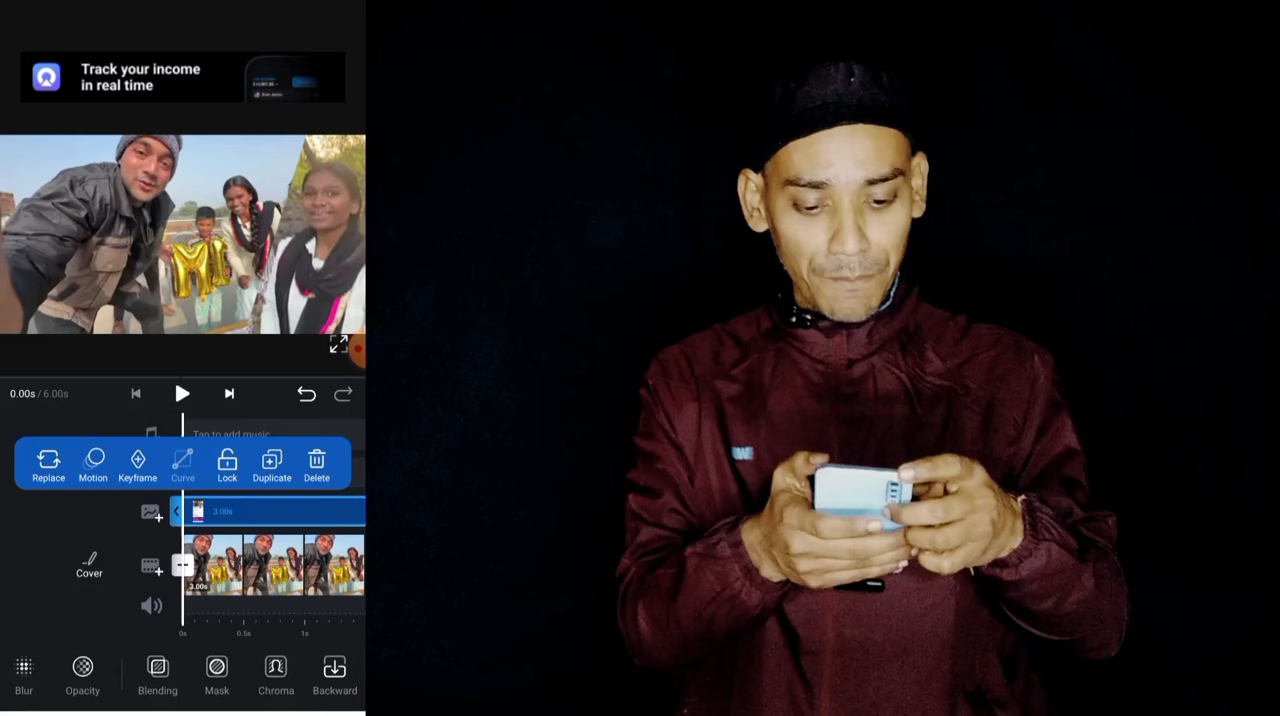 Track your income
in real time
0.00s / 6.00s
Tap to add music
Replace
Motion
Keyframe
Curve
Lock
Duplicate
Delete
3.00s
Cover
3.00s
0s
0.5s
1s
Blur
Opacity
Blending
Mask
Chroma
Backward